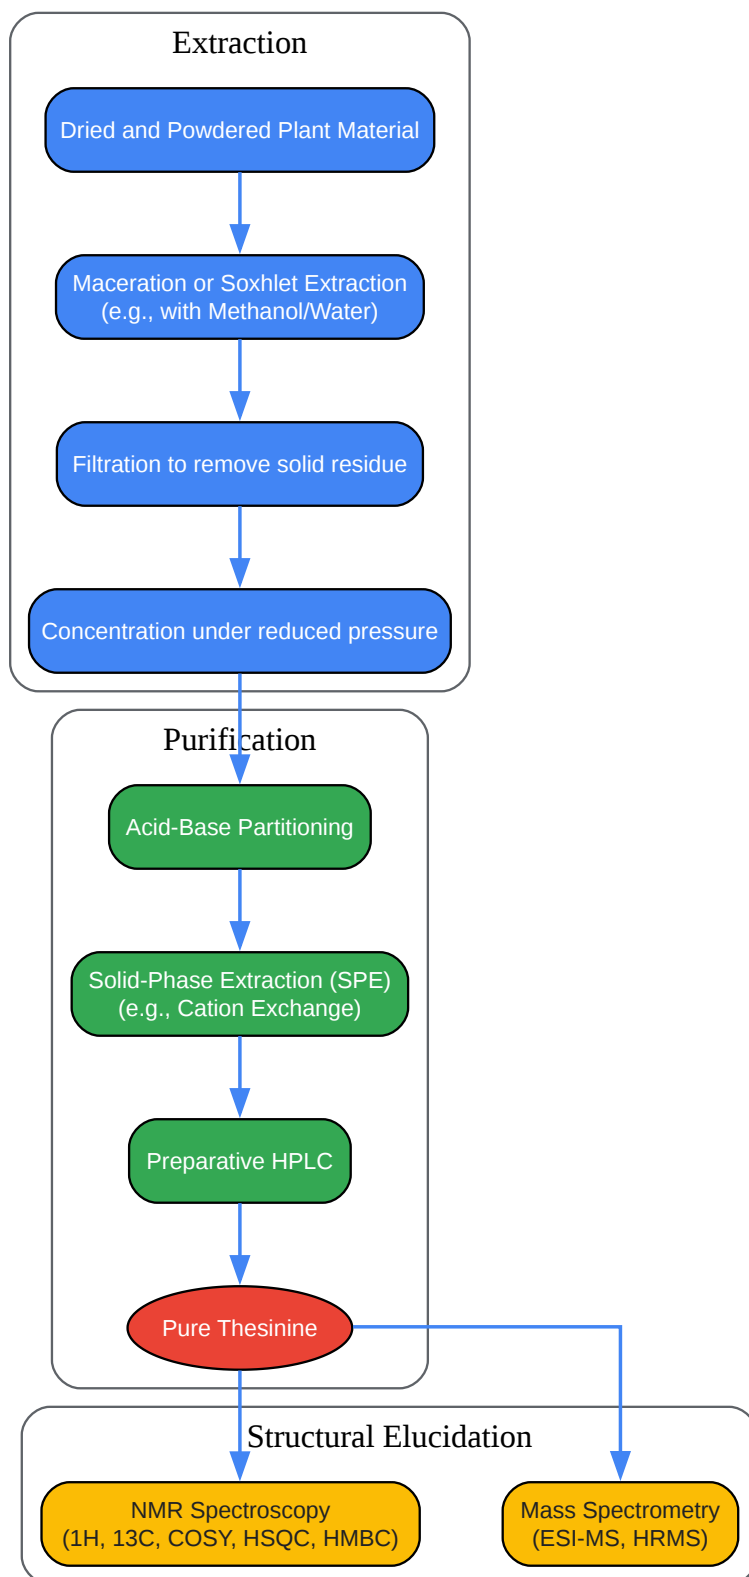 Extraction
Dried and Powdered Plant Material
Maceration or Soxhlet Extraction
(e.g., with Methanol/Water)
Filtration to remove solid residue
Concentration under reduced pressure
Purification
Acid-Base Partitioning
Solid-Phase Extraction (SPE)
(e.g., Cation Exchange)
Preparative HPLC
Pure Thesinine
Structural Elucidation
NMR Spectroscopy
(1H, 13C, COSY, HSQC, HMBC)
Mass Spectrometry
(ESI-MS, HRMS)